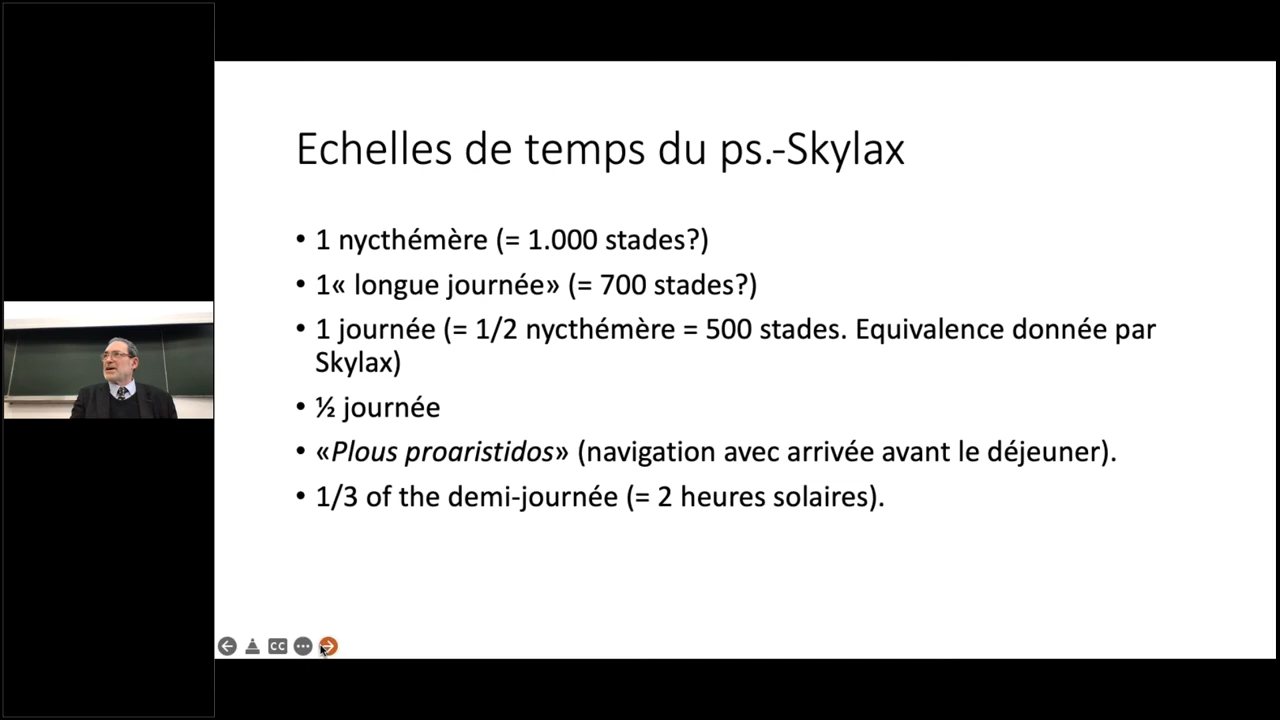 Echelles de temps du ps.-Skylax
• 1 nycthémère (= 1.000 stades?)
• 1« longue journée» (= 700 stades?)
• 1 journée (= 1/2 nycthémère = 500 stades. Equivalence donnée par
Skylax)
• ½ journée
• «Plous proaristidos» (navigation avec arrivée avant le déjeuner).
• 1/3 of the demi-journée (= 2 heures solaires).
CC